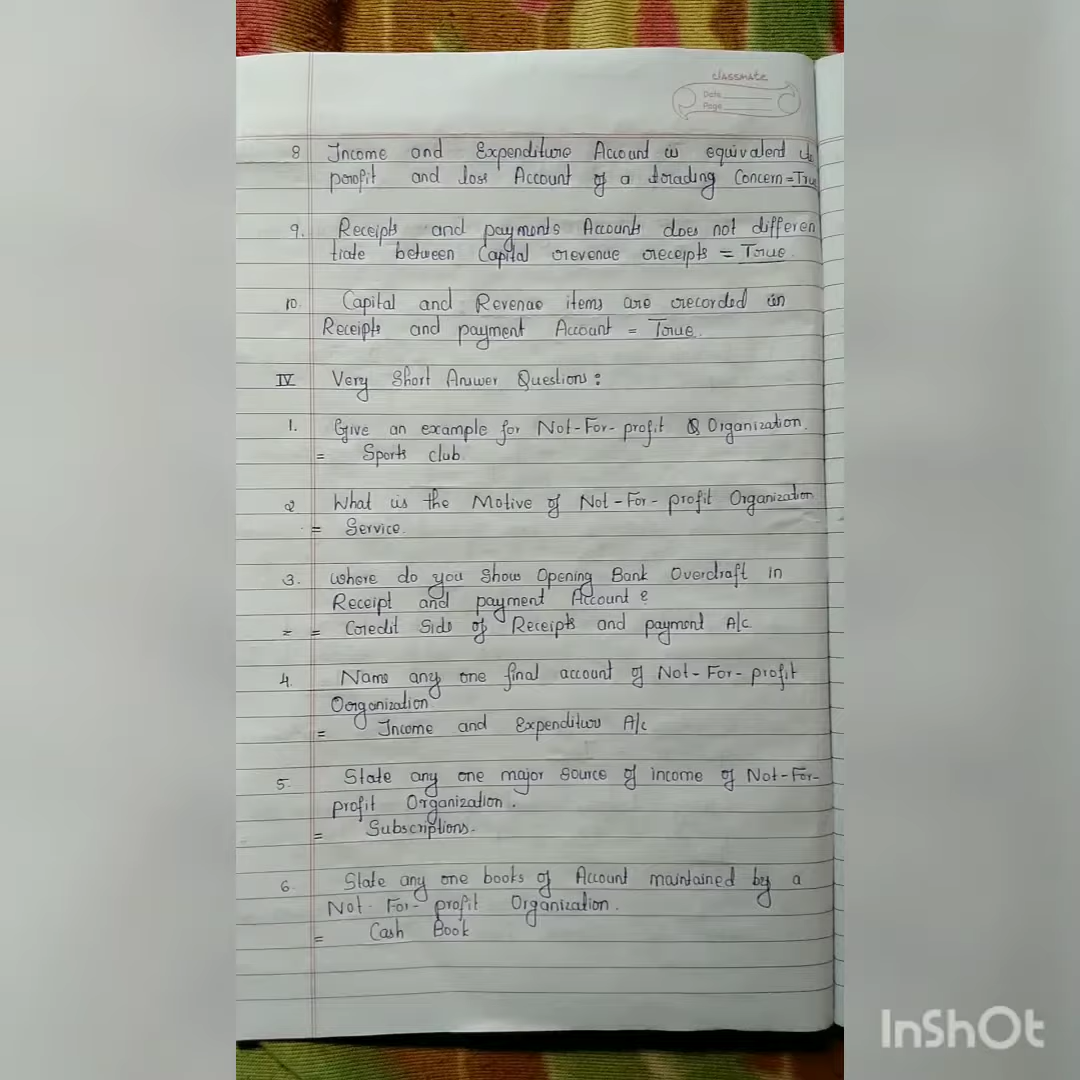 classmate
Date
Page
8 Income and Expenditure Account is equivalent to
profit and loss Account of a trading Concern = True
9. Receipts and payments Accounts does not differen
tiate between Capital revenue receipts = True.
10. Capital and Revenue items are recorded in
Receipts and payment Account = True.
IV Very Short Answer Questions :
1. Give an example for Not-For-profit Organization.
= Sports club
2 What is the Motive of Not-For-profit Organization
= Service.
3. Where do you Show Opening Bank Overdraft in
Receipt and payment Account ?
= = Credit Side of Receipts and payment A/c
4. Name any one final account of Not-For-profit
Organization
= Income and Expenditure A/c
5. State any one major source of income of Not-For-
profit Organization.
= Subscriptions.
6. State any one books of Account maintained by a
Not-For-profit Organization.
= Cash Book
InShOt